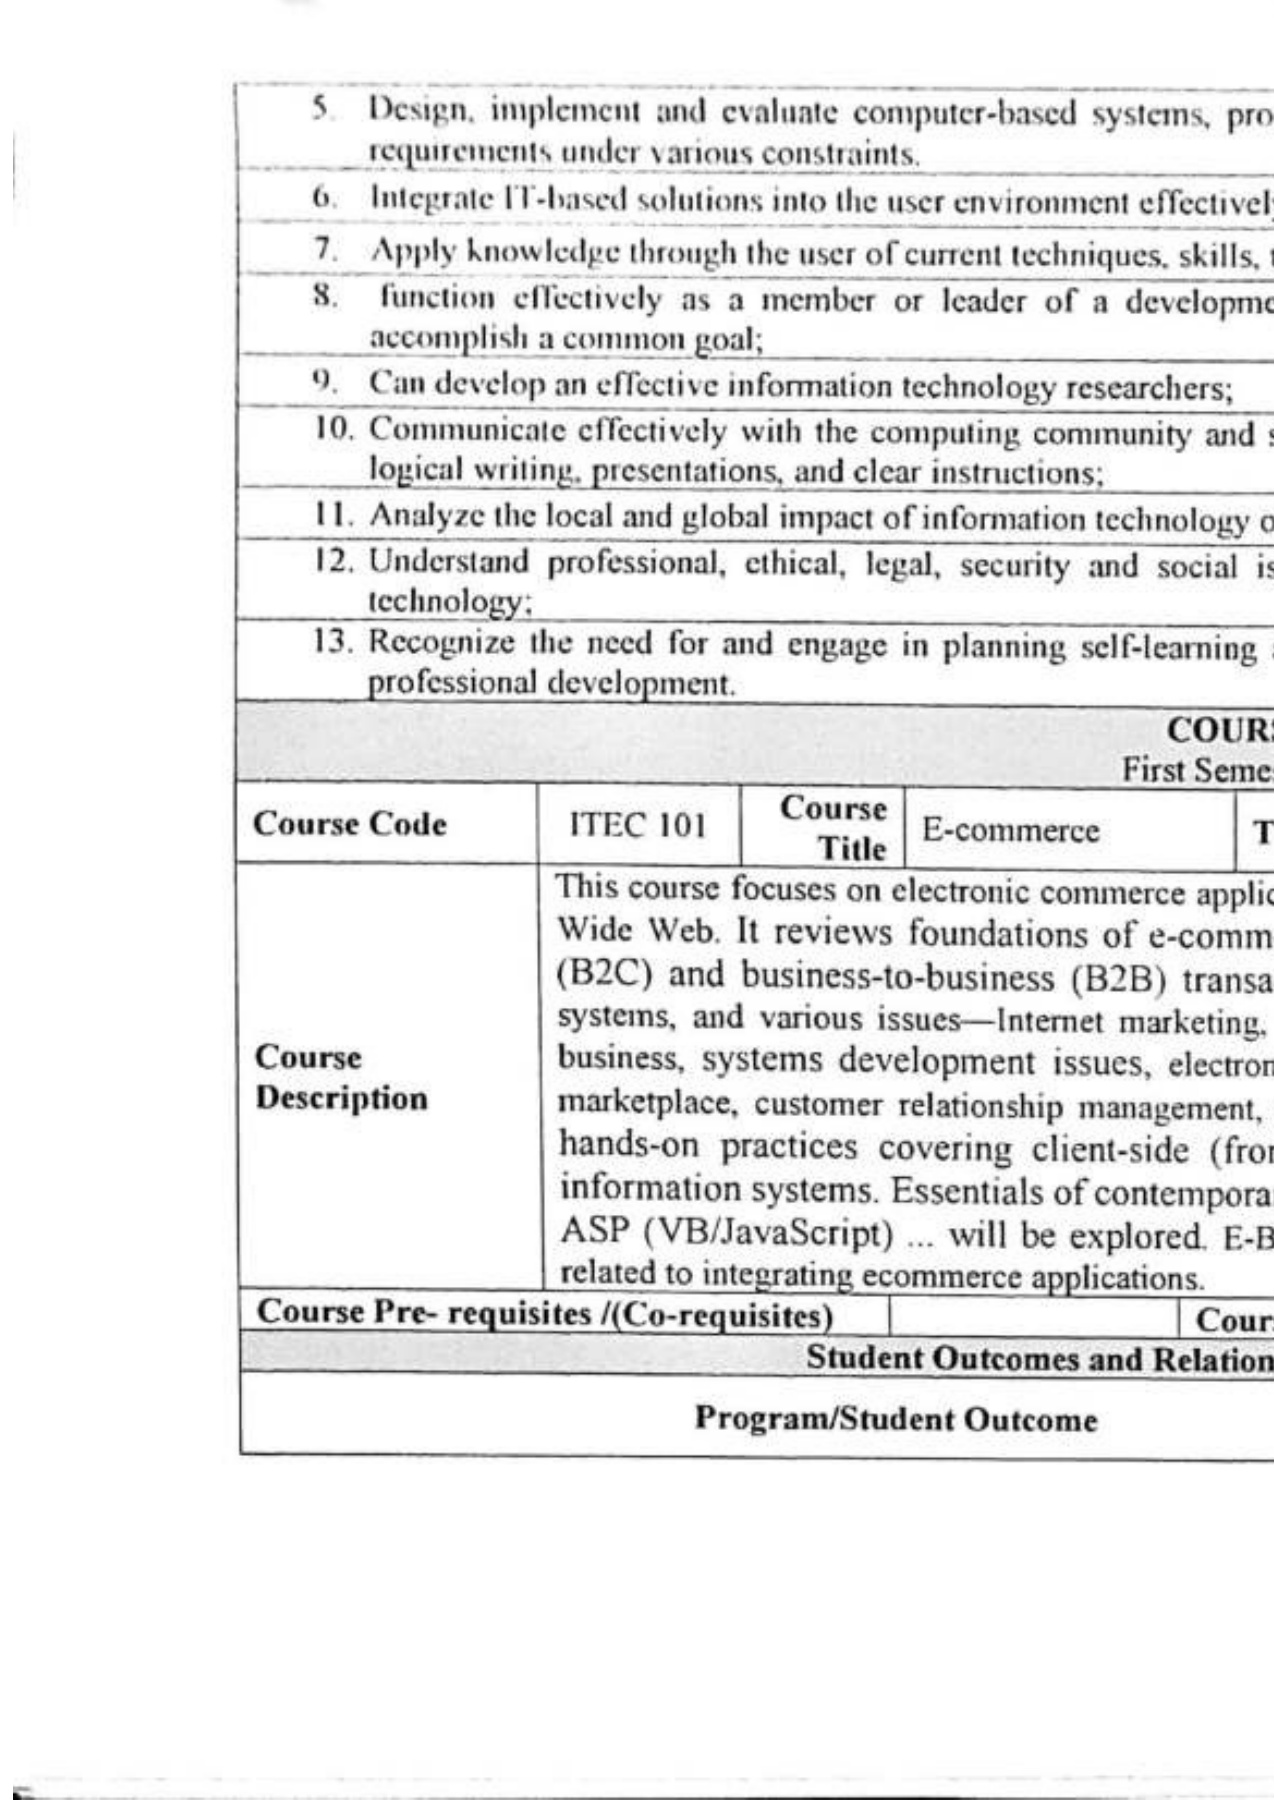 5. Design, implement and evaluate computer-based systems, pro
requirements under various constraints.
6. Integrate IT-based solutions into the user environment effectivel
7. Apply knowledge through the user of current techniques, skills,
8. function effectively as a member or leader of a developme
accomplish a common goal;
9. Can develop an effective information technology researchers;
10. Communicate effectively with the computing community and s
logical writing, presentations, and clear instructions;
11. Analyze the local and global impact of information technology o
12. Understand professional, ethical, legal, security and social is
technology;
13. Recognize the need for and engage in planning self-learning
professional development.
COURS
First Semes
Course Code ITEC 101 Course Title E-commerce T
Course Description
This course focuses on electronic commerce applic
Wide Web. It reviews foundations of e-comm
(B2C) and business-to-business (B2B) transa
systems, and various issues—Internet marketing,
business, systems development issues, electron
marketplace, customer relationship management,
hands-on practices covering client-side (fron
information systems. Essentials of contempora
ASP (VB/JavaScript) ... will be explored. E-B
related to integrating ecommerce applications.
Course Pre- requisites /(Co-requisites) Cours
Student Outcomes and Relation
Program/Student Outcome